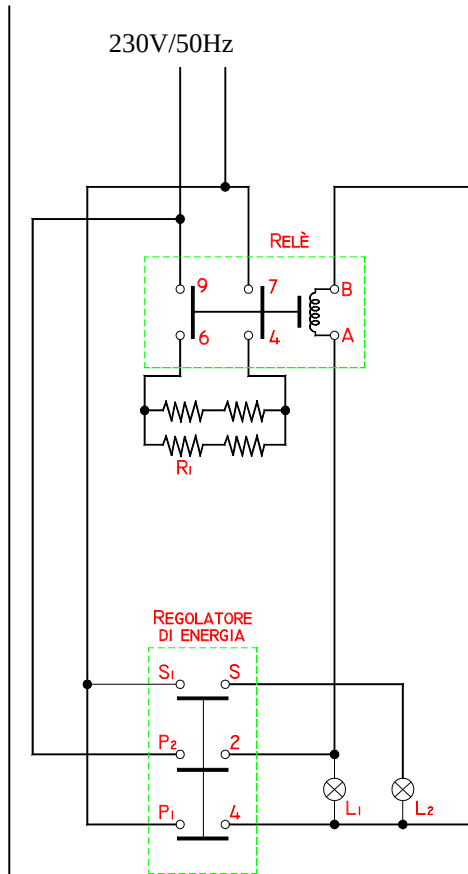 230V/50Hz
RELÈ
9
7
B
6
4
A
R1
REGOLATORE
DI ENERGIA
S1
S
P2
2
P1
4
L1
L2